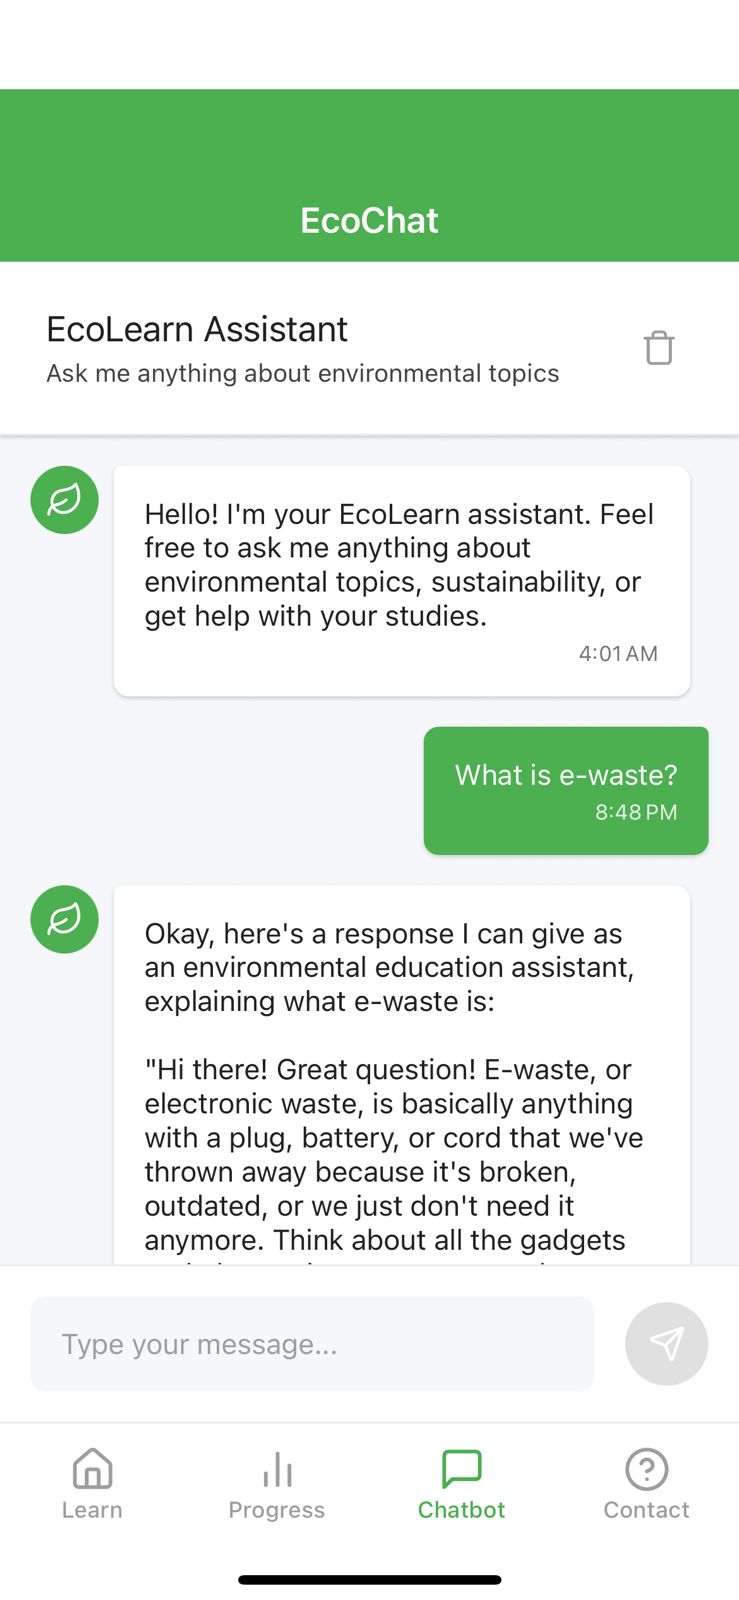 EcoChat
EcoLearn Assistant
Ask me anything about environmental topics
Hello! I'm your EcoLearn assistant. Feel
free to ask me anything about
environmental topics, sustainability, or
get help with your studies.
4:01 AM
What is e-waste?
8:48 PM
Okay, here's a response I can give as
an environmental education assistant,
explaining what e-waste is:
"Hi there! Great question! E-waste, or
electronic waste, is basically anything
with a plug, battery, or cord that we've
thrown away because it's broken,
outdated, or we just don't need it
anymore. Think about all the gadgets
Type your message...
Learn
Progress
Chatbot
Contact